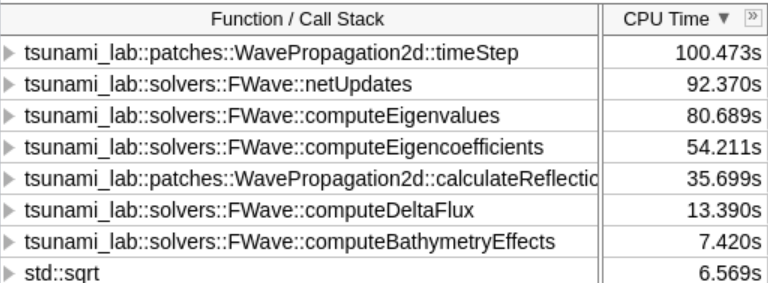 Function / Call Stack CPU Time ▼ »
tsunami_lab::patches::WavePropagation2d::timeStep 100.473s
tsunami_lab::solvers::FWave::netUpdates 92.370s
tsunami_lab::solvers::FWave::computeEigenvalues 80.689s
tsunami_lab::solvers::FWave::computeEigencoefficients 54.211s
tsunami_lab::patches::WavePropagation2d::calculateReflectic 35.699s
tsunami_lab::solvers::FWave::computeDeltaFlux 13.390s
tsunami_lab::solvers::FWave::computeBathymetryEffects 7.420s
std::sqrt 6.569s